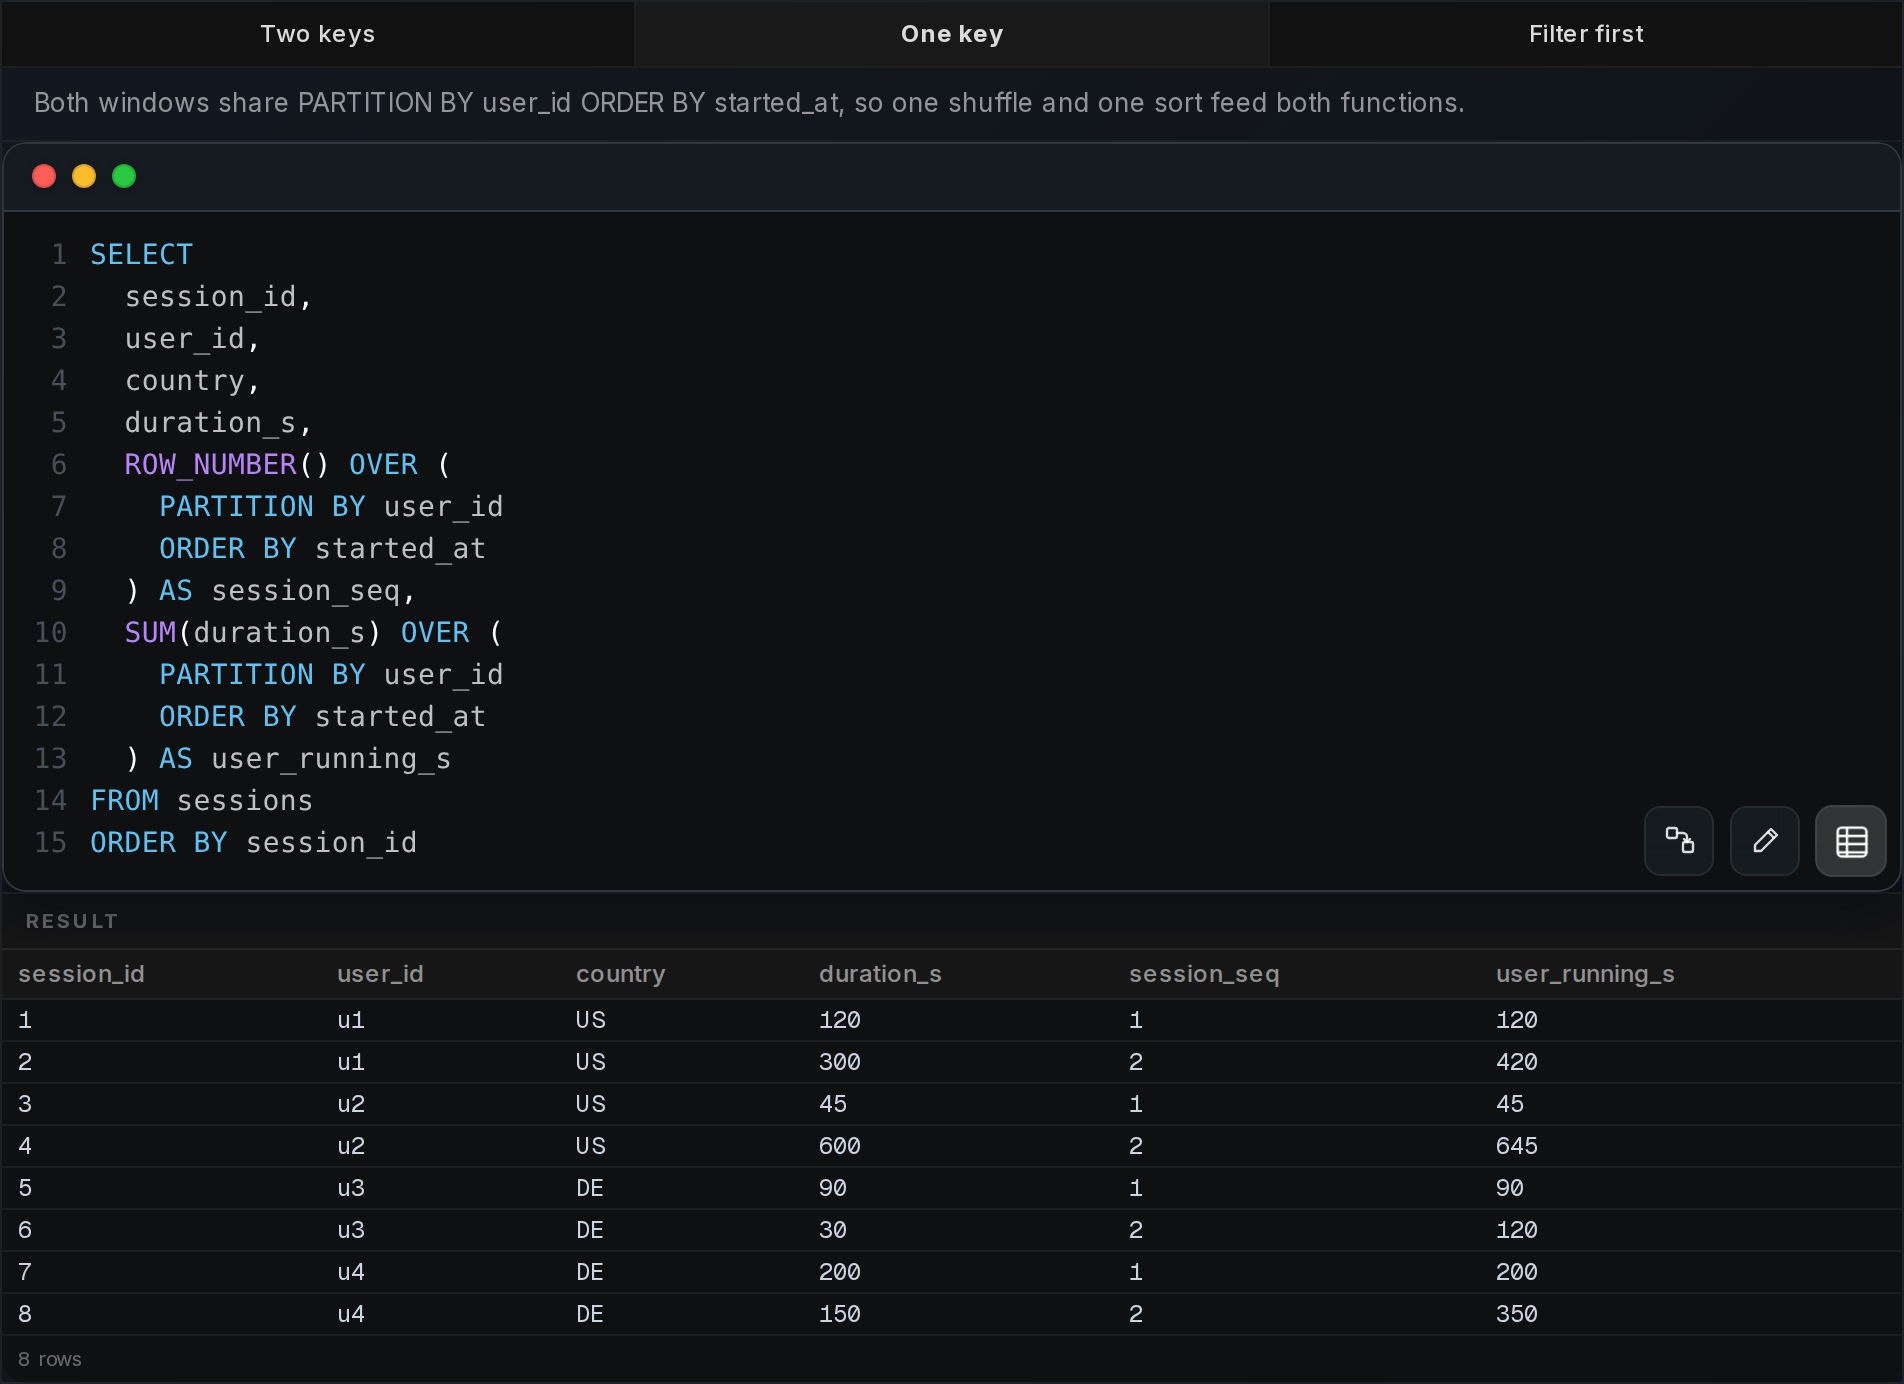 Two keys
One key
Filter first
Both windows share PARTITION BY user_id ORDER BY started_at, so one shuffle and one sort feed both functions.
1 SELECT
2   session_id,
3   user_id,
4   country,
5   duration_s,
6   ROW_NUMBER() OVER (
7     PARTITION BY user_id
8     ORDER BY started_at
9   ) AS session_seq,
10   SUM(duration_s) OVER (
11     PARTITION BY user_id
12     ORDER BY started_at
13   ) AS user_running_s
14 FROM sessions
15 ORDER BY session_id
RESULT
session_id user_id country duration_s session_seq user_running_s
1 u1 US 120 1 120
2 u1 US 300 2 420
3 u2 US 45 1 45
4 u2 US 600 2 645
5 u3 DE 90 1 90
6 u3 DE 30 2 120
7 u4 DE 200 1 200
8 u4 DE 150 2 350
8 rows